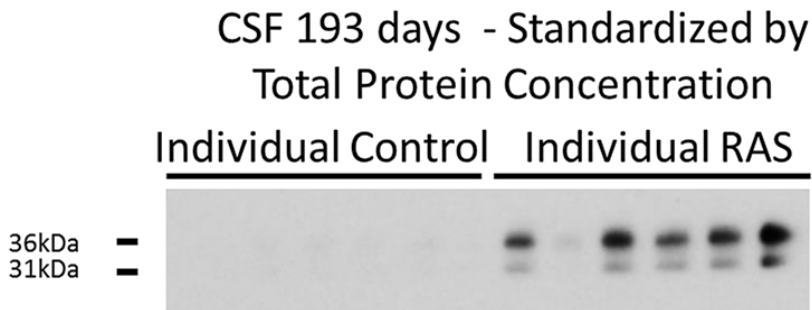 CSF 193 days - Standardized by
Total Protein Concentration
Individual Control Individual RAS
36kDa
31kDa